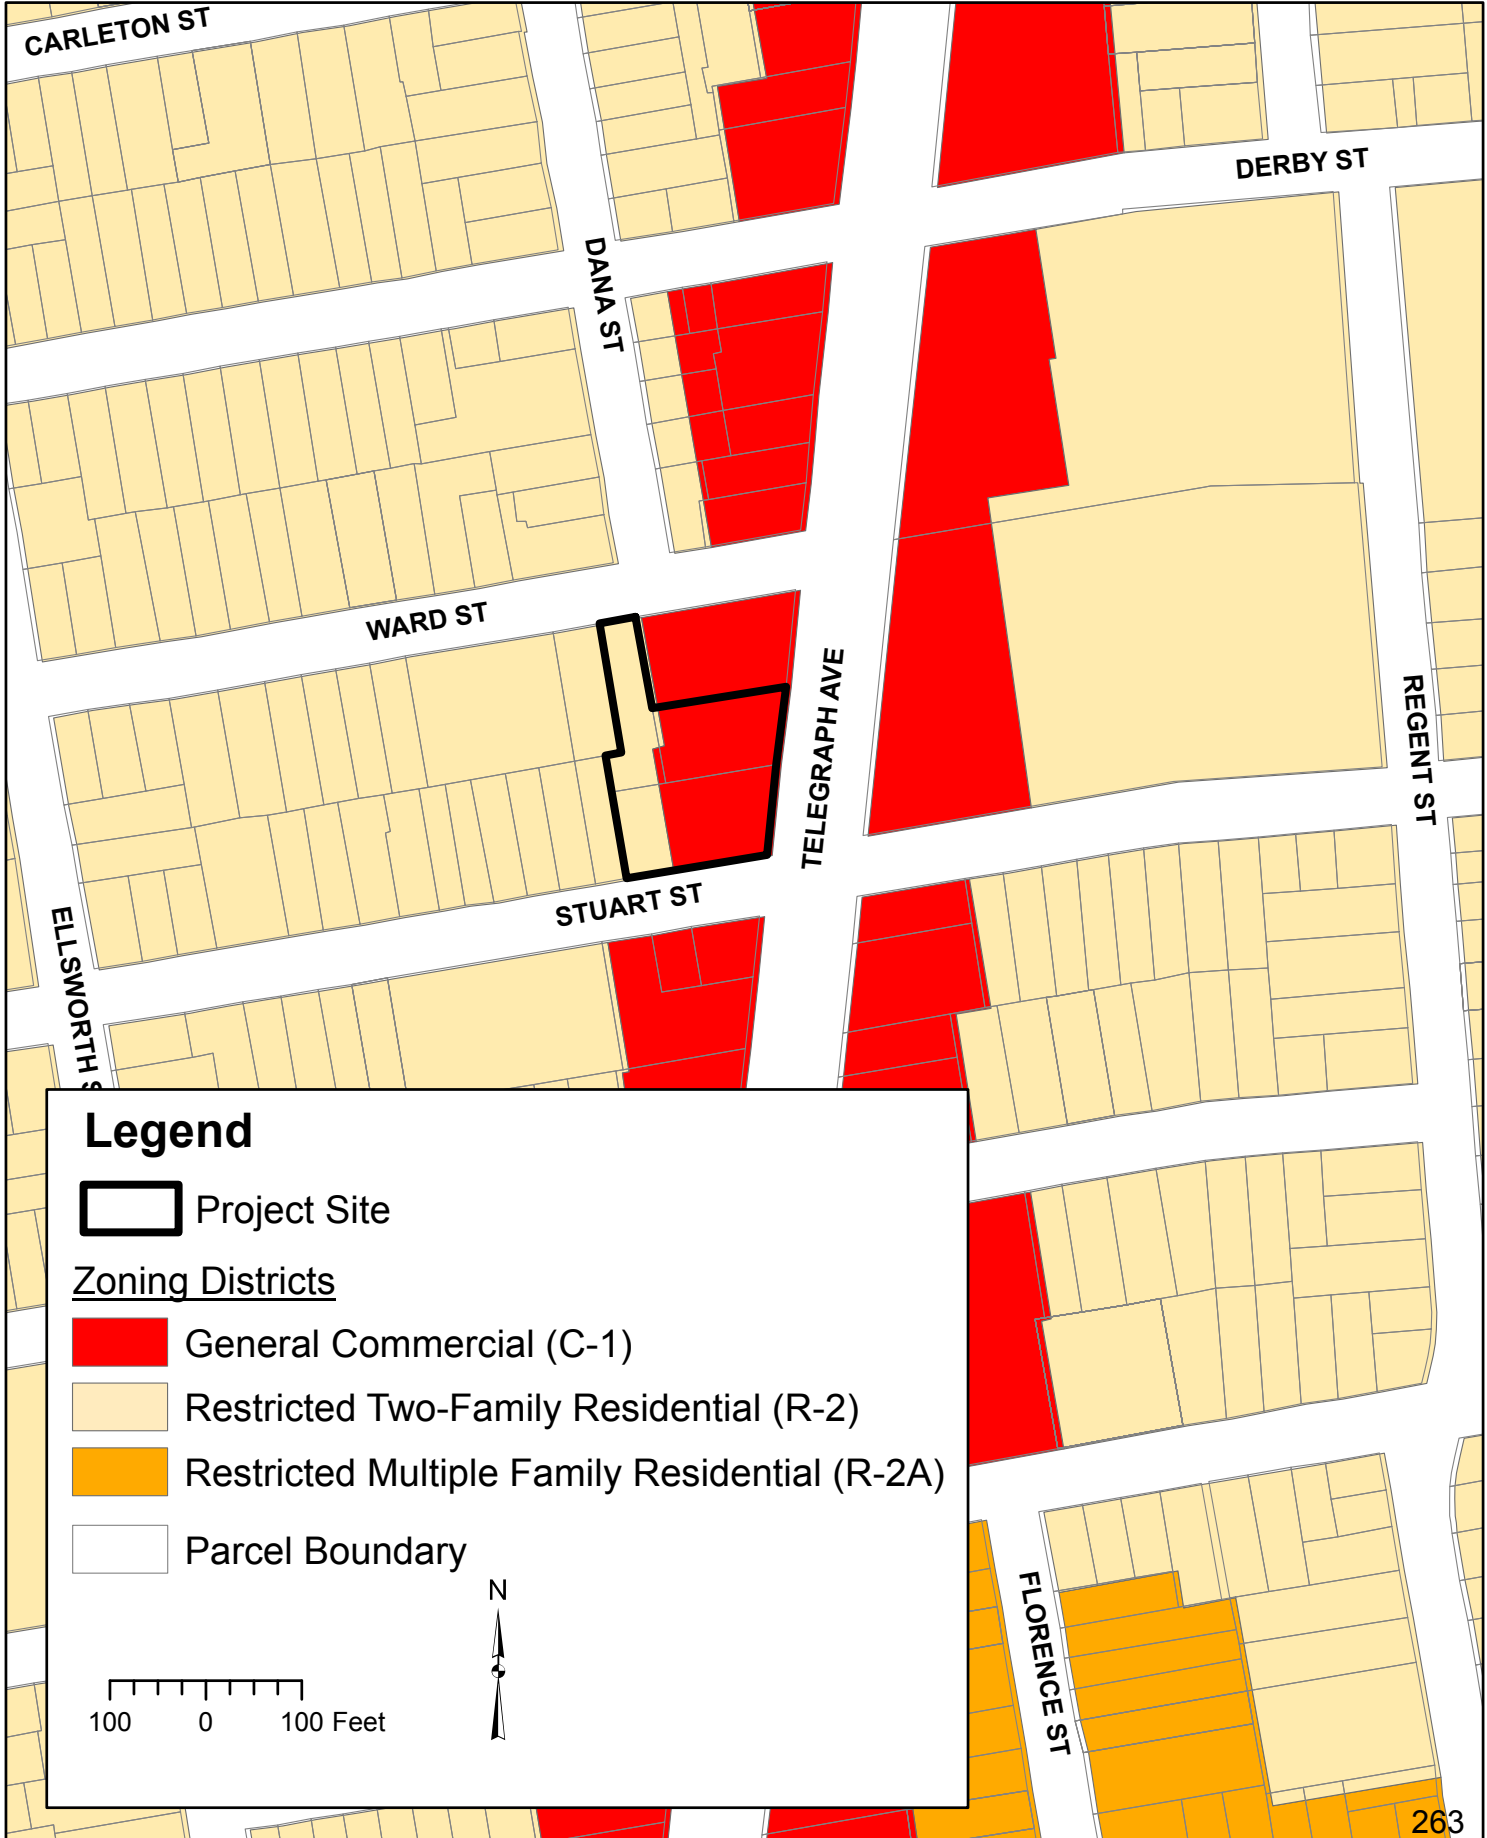 CARLETON ST
DERBY ST
DANA ST
WARD ST
TELEGRAPH AVE
REGENT ST
STUART ST
ELLSWORTH S
Legend
Project Site
Zoning Districts
General Commercial (C-1)
Restricted Two-Family Residential (R-2)
Restricted Multiple Family Residential (R-2A)
Parcel Boundary
N
100 0 100 Feet
FLORENCE ST
263